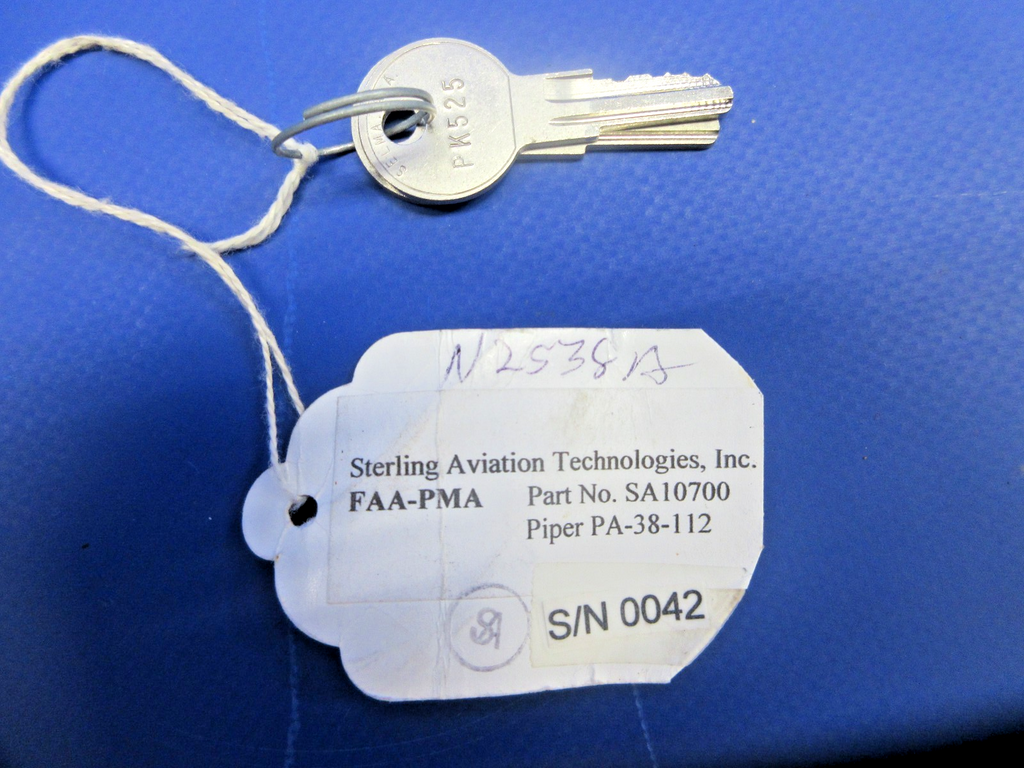 PK525
N2538A
Sterling Aviation Technologies, Inc.
FAA-PMA Part No. SA10700
Piper PA-38-112
S/N 0042